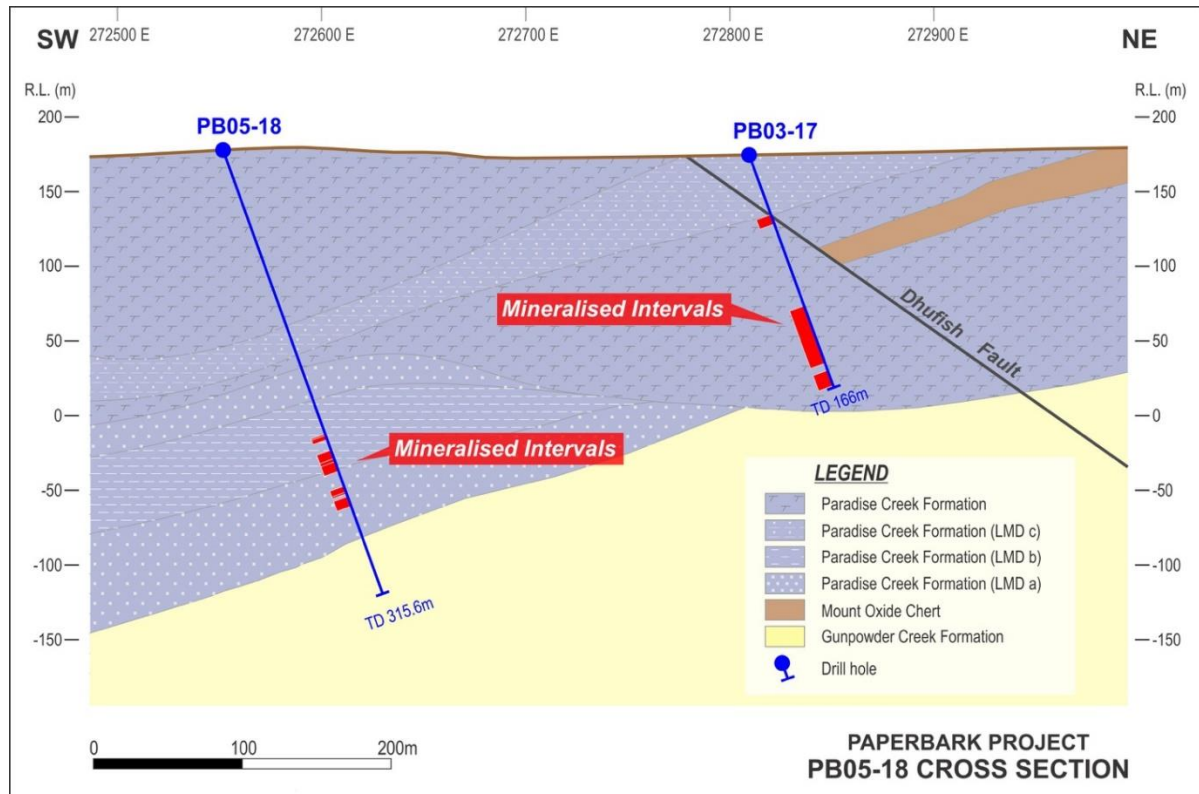 SW
272500 E
272600 E
272700 E
272800 E
272900 E
NE
R.L. (m)
R.L. (m)
200
200
PB05-18
PB03-17
150
150
100
100
Mineralised Intervals
Dhufish Fault
50
50
TD 166m
0
0
Mineralised Intervals
-50
-50
-100
-100
TD 315.6m
-150
-150
LEGEND
Paradise Creek Formation
Paradise Creek Formation (LMD c)
Paradise Creek Formation (LMD b)
Paradise Creek Formation (LMD a)
Mount Oxide Chert
Gunpowder Creek Formation
Drill hole
0
100
200m
PAPERBARK PROJECT
PB05-18 CROSS SECTION